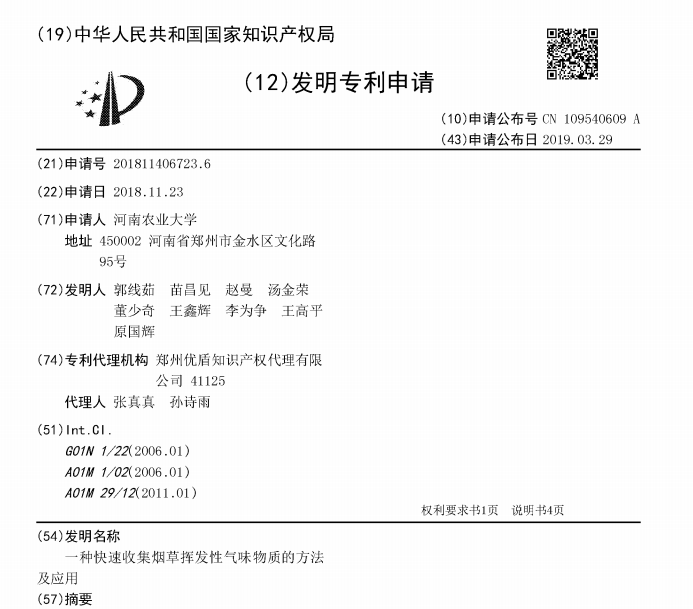 (19)中华人民共和国国家知识产权局
(12)发明专利申请
(10)申请公布号 CN 109540609 A
(43)申请公布日 2019.03.29
(21)申请号 201811406723.6
(22)申请日 2018.11.23
(71)申请人 河南农业大学
地址 450002 河南省郑州市金水区文化路
95号
(72)发明人 郭线茹 苗昌见 赵曼 汤金荣
董少奇 王鑫辉 李为争 王高平
原国辉
(74)专利代理机构 郑州优盾知识产权代理有限
公司 41125
代理人 张真真 孙诗雨
(51)Int.Cl.
G01N 1/22(2006.01)
A01M 1/02(2006.01)
A01M 29/12(2011.01)
权利要求书1页 说明书4页
(54)发明名称
一种快速收集烟草挥发性气味物质的方法
及应用
(57)摘要